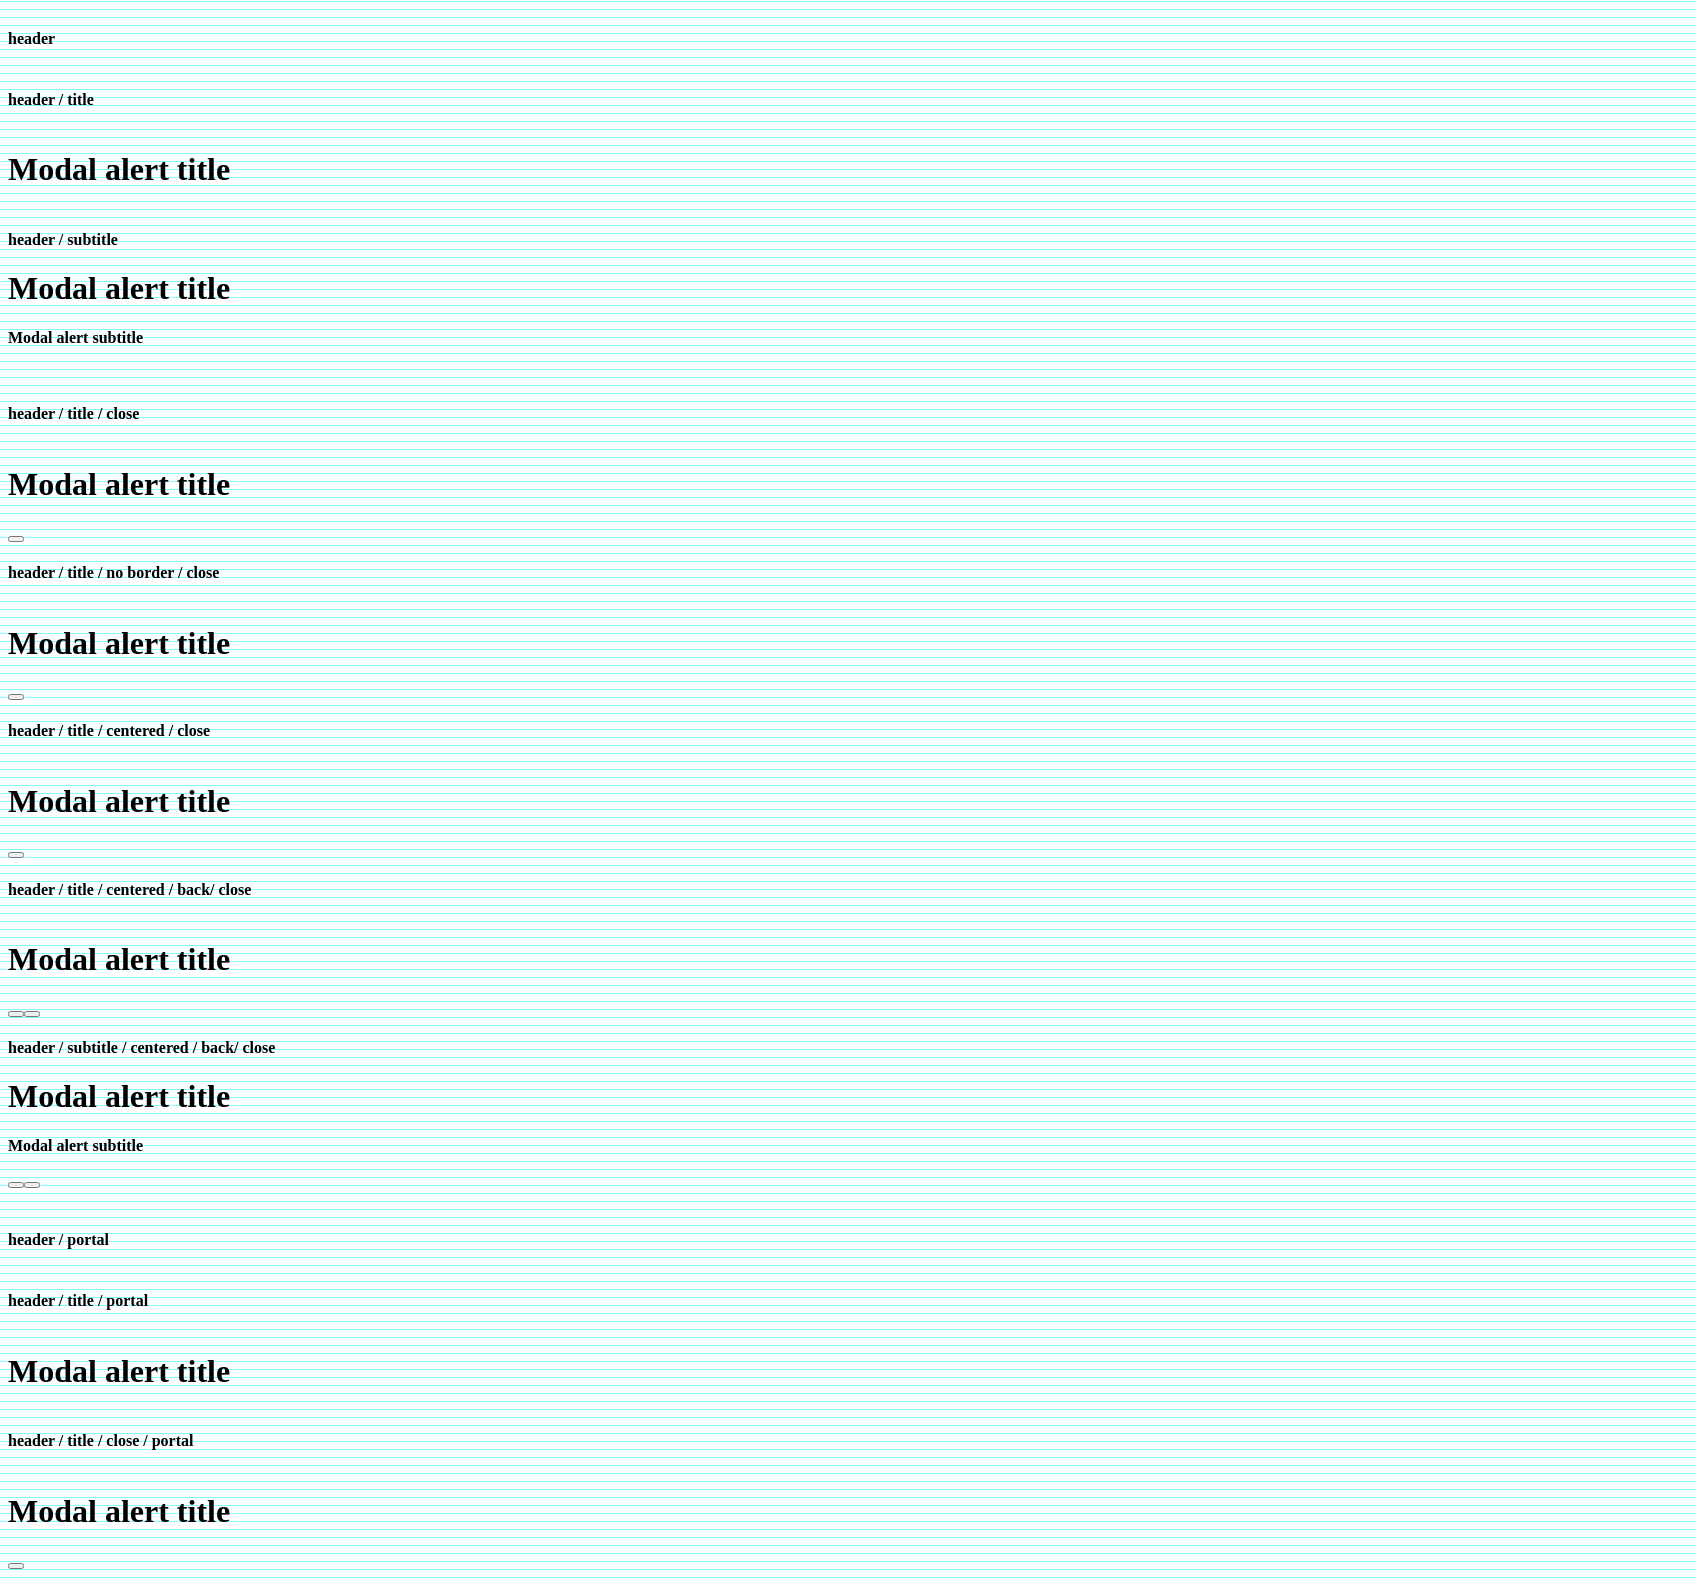 header
header / title
Modal alert title
header / subtitle
Modal alert title
Modal alert subtitle
header / title / close
Modal alert title
header / title / no border / close
Modal alert title
header / title / centered / close
Modal alert title
header / title / centered / back/ close
Modal alert title
header / subtitle / centered / back/ close
Modal alert title
Modal alert subtitle
header / portal
header / title / portal
Modal alert title
header / title / close / portal
Modal alert title